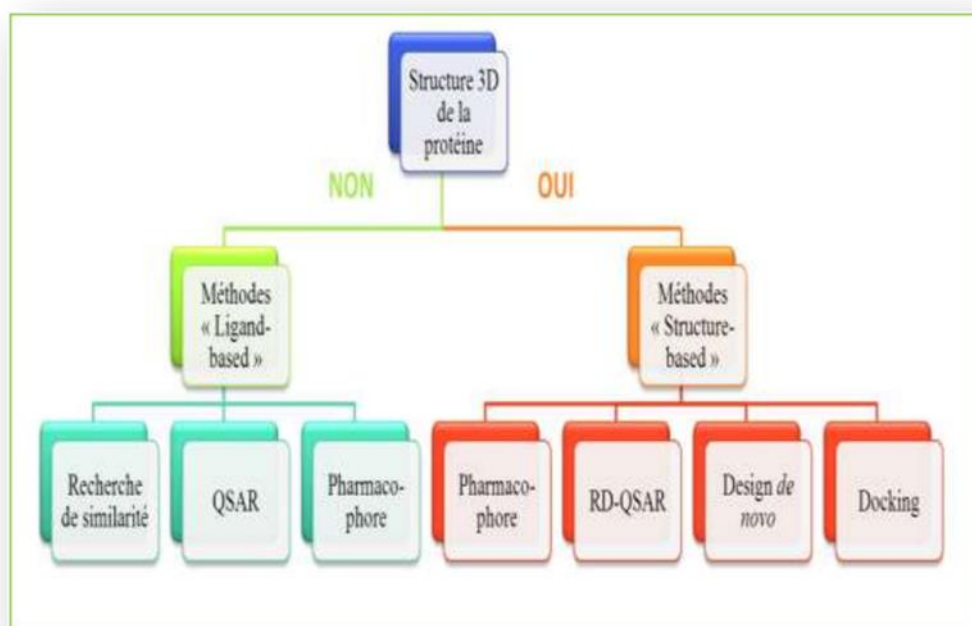 Structure 3D
de la
protéine
NON
OUI
Méthodes
« Ligand-
based »
Méthodes
« Structure-
based »
Recherche
de similarité
QSAR
Pharmaco-
phore
Pharmaco-
phore
RD-QSAR
Design de
novo
Docking